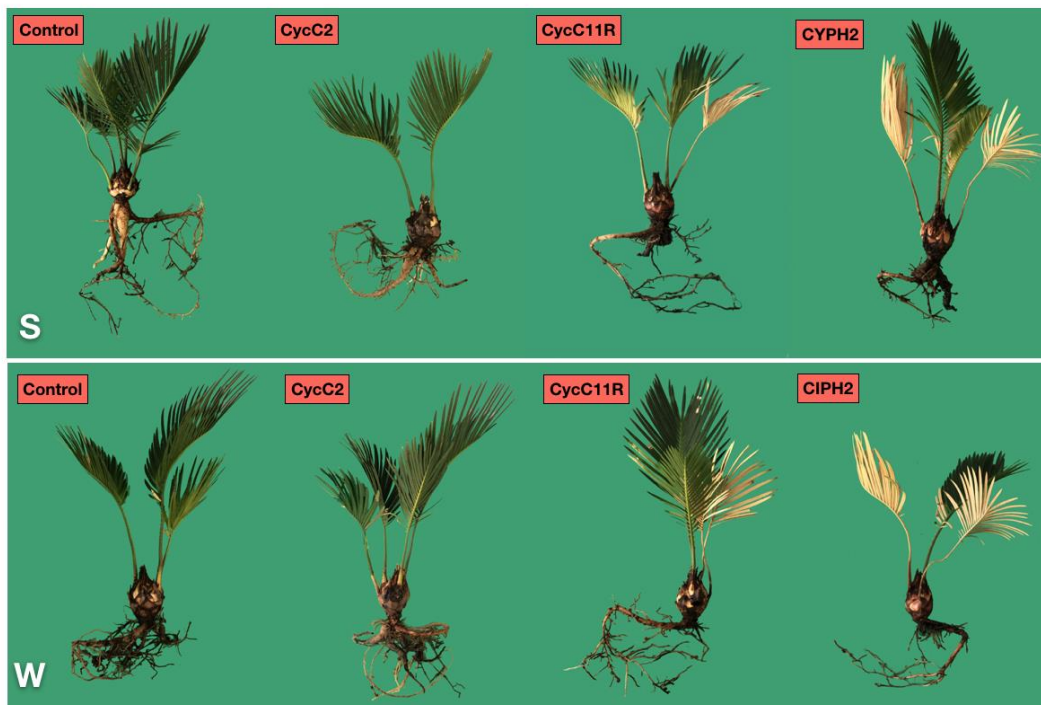 Control
CycC2
CycC11R
CYPH2
S
Control
CycC2
CycC11R
CIPH2
W